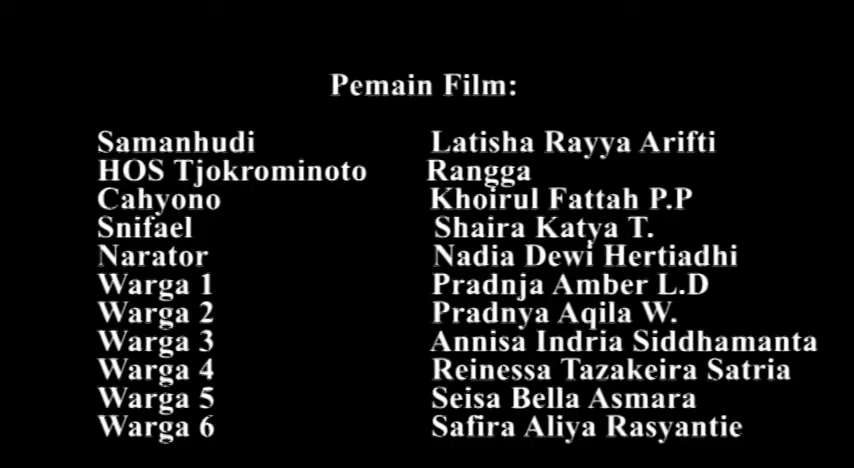 Pemain Film:
Samanhudi Latisha Rayya Arifti
HOS Tjokrominoto Rangga
Cahyono Khoirul Fattah P.P
Snifael Shaira Katya T.
Narator Nadia Dewi Hertiadhi
Warga 1 Pradnja Amber L.D
Warga 2 Pradnya Aqila W.
Warga 3 Annisa Indria Siddhamanta
Warga 4 Reinessa Tazakeira Satria
Warga 5 Seisa Bella Asmara
Warga 6 Safira Aliya Rasyantie